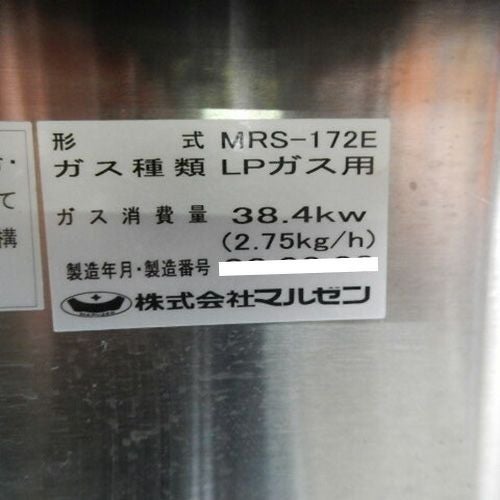 て
構
形 式 MRS-172E
ガス種類 LPガス用
ガス消費量 38.4kw
(2.75kg/h)
製造年月・製造番号
株式会社マルゼン